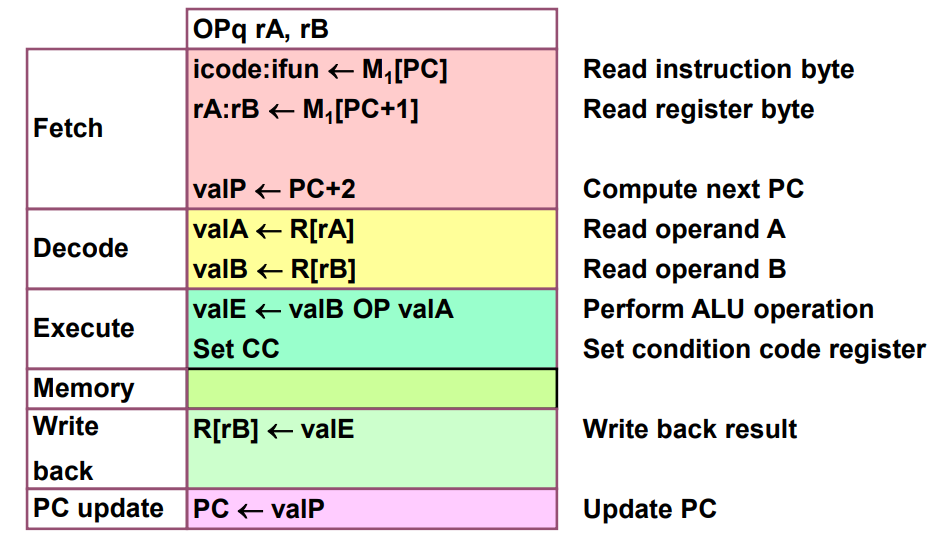 OPq rA, rB
Fetch
icode:ifun ← M₁[PC]
Read instruction byte
rA:rB ← M₁[PC+1]
Read register byte
valP ← PC+2
Compute next PC
Decode
valA ← R[rA]
Read operand A
valB ← R[rB]
Read operand B
Execute
valE ← valB OP valA
Perform ALU operation
Set CC
Set condition code register
Memory
Write
back
R[rB] ← valE
Write back result
PC update
PC ← valP
Update PC